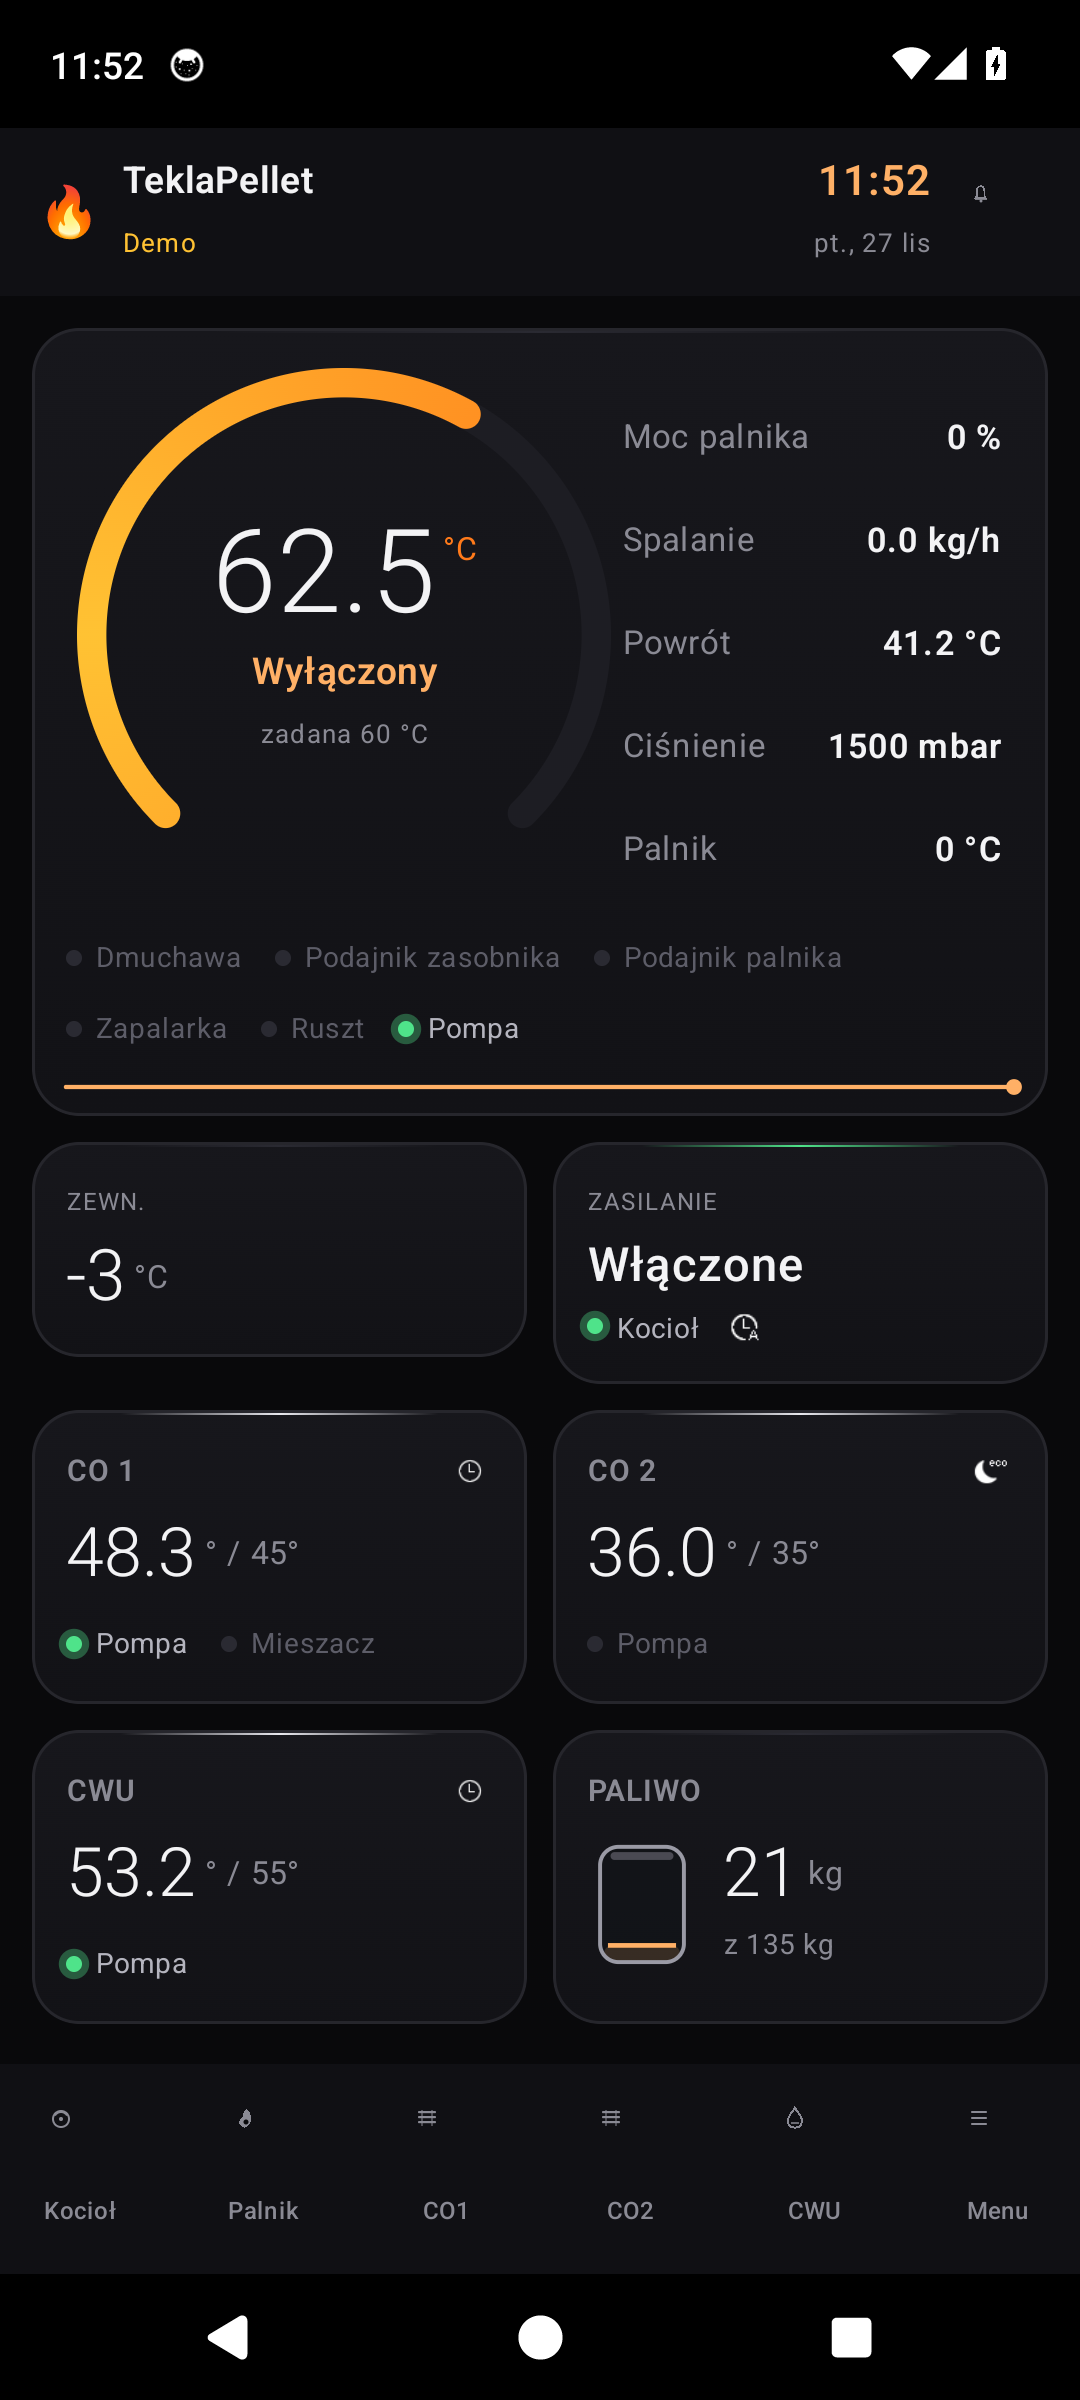 11:52
TeklaPellet
Demo
11:52
pt., 27 lis
62.5 °C
Wyłączony
zadana 60 °C
Moc palnika 0 %
Spalanie 0.0 kg/h
Powrót 41.2 °C
Ciśnienie 1500 mbar
Palnik 0 °C
Dmuchawa Podajnik zasobnika Podajnik palnika
Zapalarka Ruszt Pompa
ZEWN.
-3 °C
ZASILANIE
Włączone
Kocioł A
CO 1
48.3 ° / 45°
Pompa Mieszacz
CO 2 eco
36.0 ° / 35°
Pompa
CWU
53.2 ° / 55°
Pompa
PALIWO
21 kg
z 135 kg
Kocioł Palnik CO1 CO2 CWU Menu